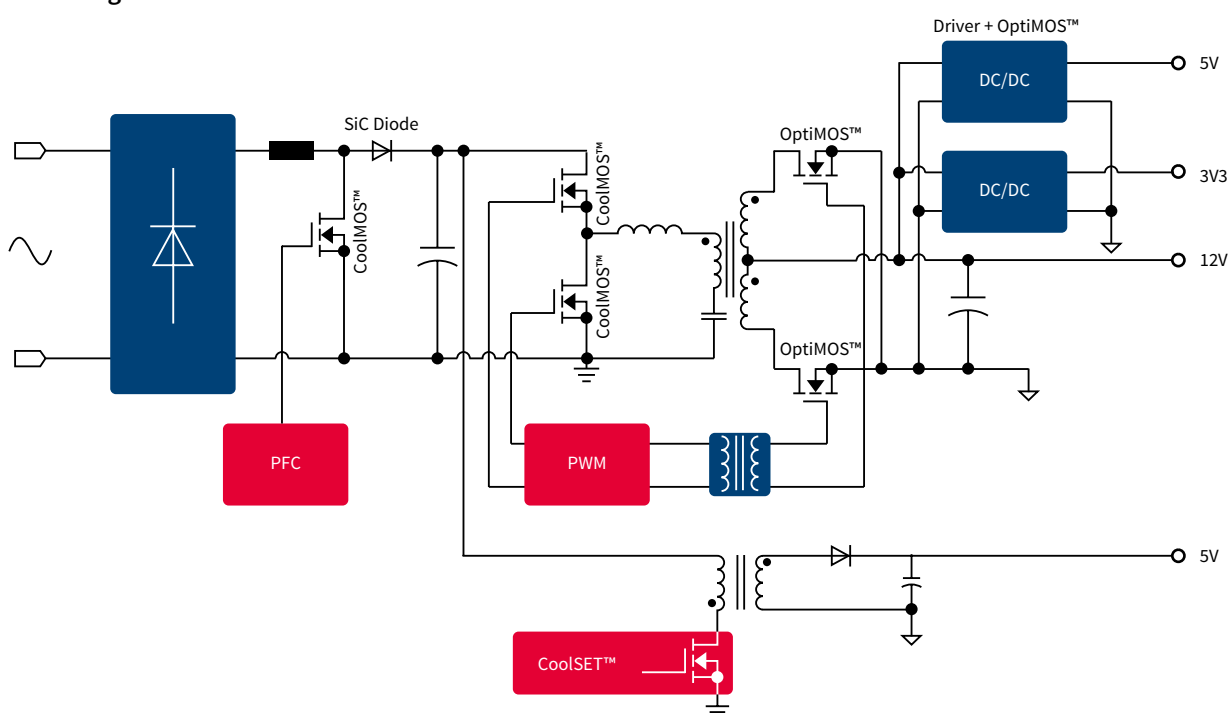 Driver + OptiMOS™
DC/DC
5V
SiC Diode
OptiMOS™
CoolMOS™
DC/DC
3V3
CoolMOS™
12V
CoolMOS™
OptiMOS™
PFC
PWM
5V
CoolSET™